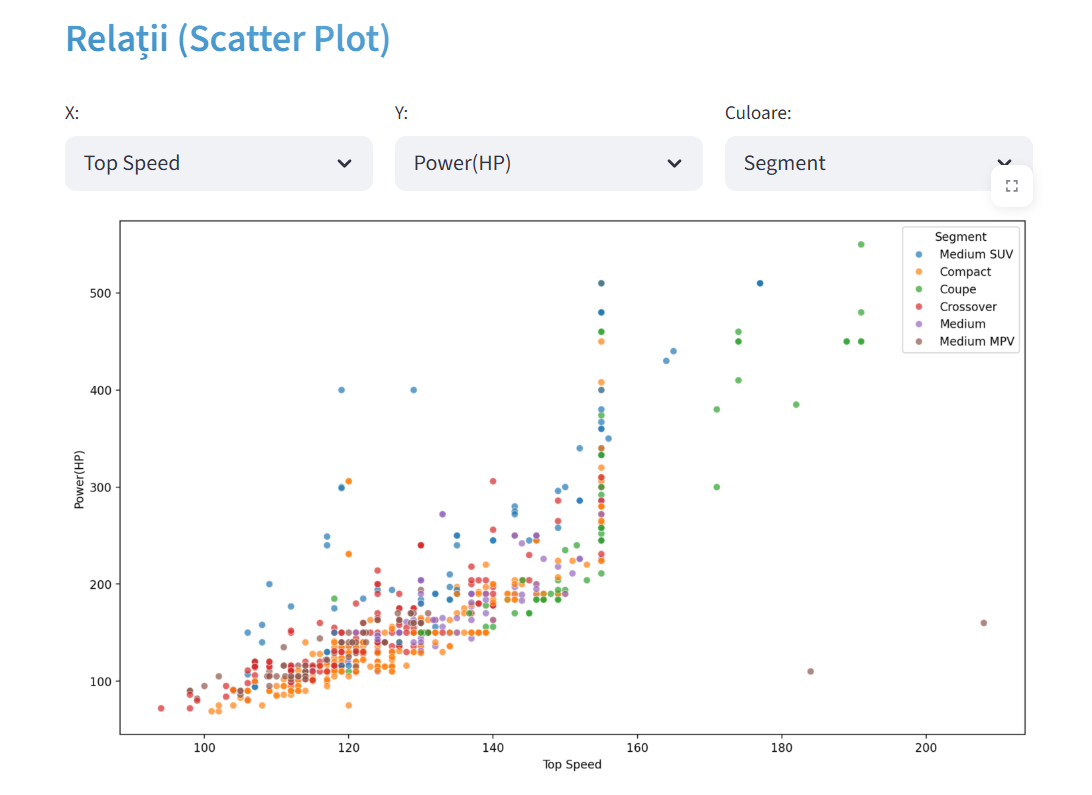 Relații (Scatter Plot)
X:
Y:
Culoare:
Top Speed
Power(HP)
Segment
Segment
Medium SUV
Compact
Coupe
Crossover
Medium
Medium MPV
500
400
300
200
100
Power(HP)
100
120
140
160
180
200
Top Speed